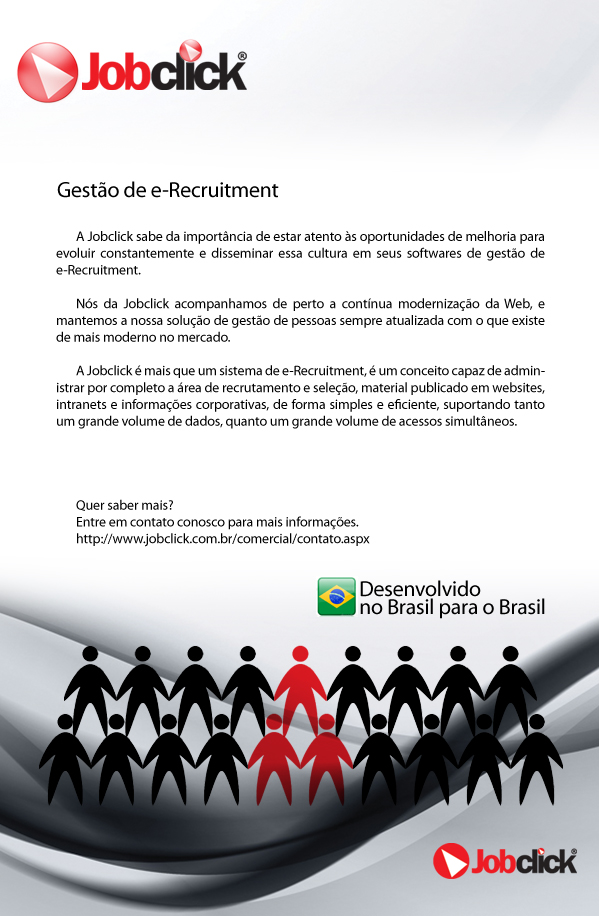 Jobclick®
Gestão de e-Recruitment
A Jobclick sabe da importância de estar atento às oportunidades de melhoria para
evoluir constantemente e disseminar essa cultura em seus softwares de gestão de
e-Recruitment.
Nós da Jobclick acompanhamos de perto a contínua modernização da Web, e
mantemos a nossa solução de gestão de pessoas sempre atualizada com o que existe
de mais moderno no mercado.
A Jobclick é mais que um sistema de e-Recruitment, é um conceito capaz de admin-
istrar por completo a área de recrutamento e seleção, material publicado em websites,
intranets e informações corporativas, de forma simples e eficiente, suportando tanto
um grande volume de dados, quanto um grande volume de acessos simultâneos.
Quer saber mais?
Entre em contato conosco para mais informações.
http://www.jobclick.com.br/comercial/contato.aspx
Desenvolvido
no Brasil para o Brasil
Jobclick®